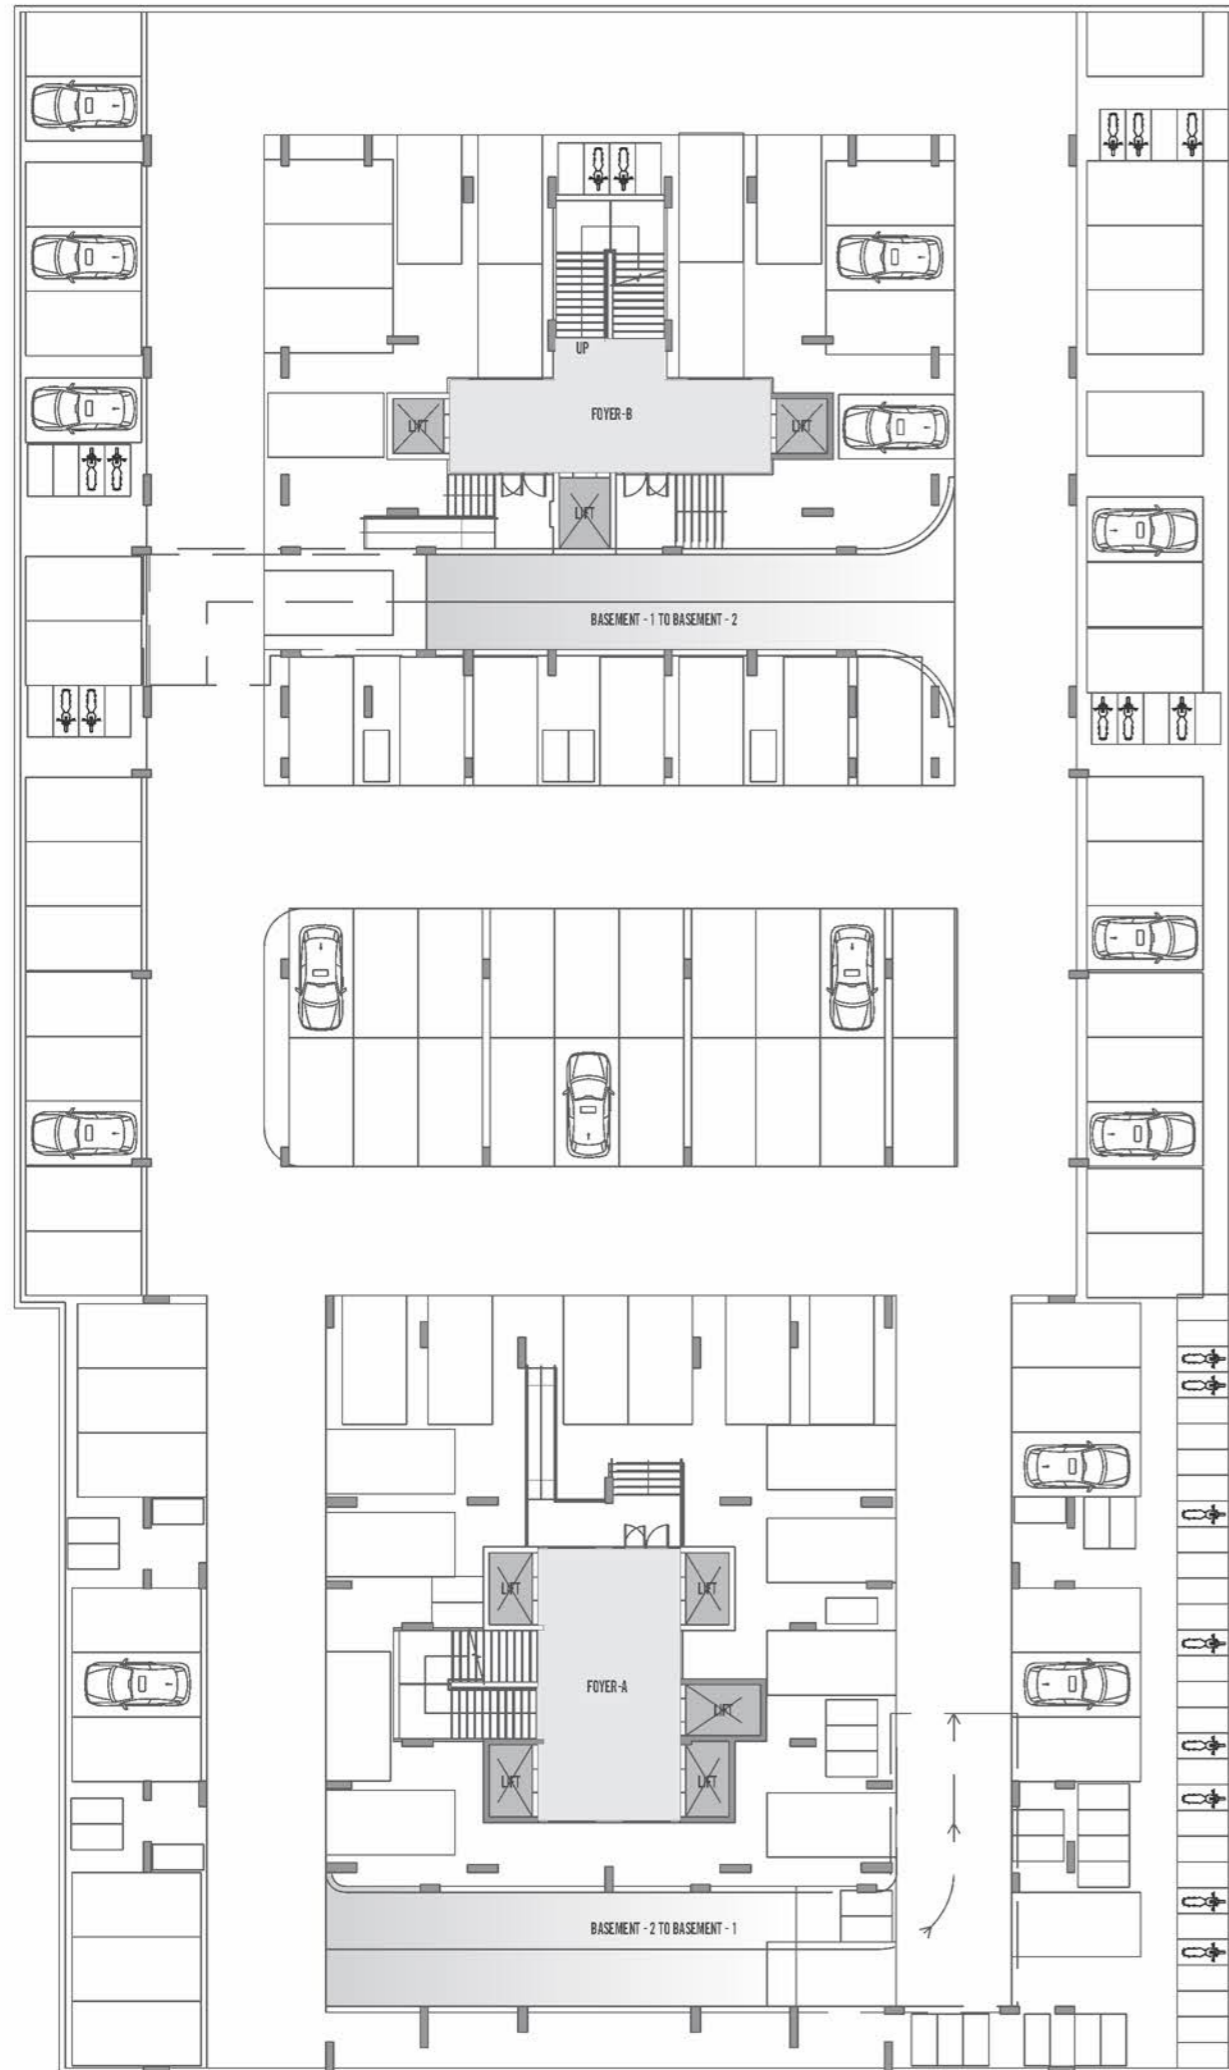 UP
FOYER-B
LIFT
LIFT
LIFT
BASEMENT - 1 TO BASEMENT - 2
LIFT
LIFT
FOYER-A
LIFT
LIFT
LIFT
BASEMENT - 2 TO BASEMENT - 1